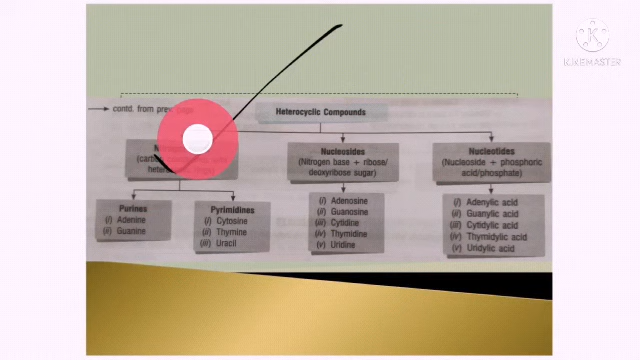 KINEMASTER
contd. from prev
Heterocyclic Compounds
Nucleosides
(Nitrogen base + ribose/
deoxyribose sugar)
Nucleotides
(Nucleoside + phosphoric
acid/phosphate)
Purines
(i) Adenine
(ii) Guanine
Pyrimidines
(i) Cytosine
(ii) Thymine
(iii) Uracil
(i) Adenosine
(ii) Guanosine
(iii) Cytidine
(iv) Thymidine
(v) Uridine
(i) Adenylic acid
(ii) Guanylic acid
(iii) Cytidylic acid
(iv) Thymidylic acid
(v) Uridylic acid